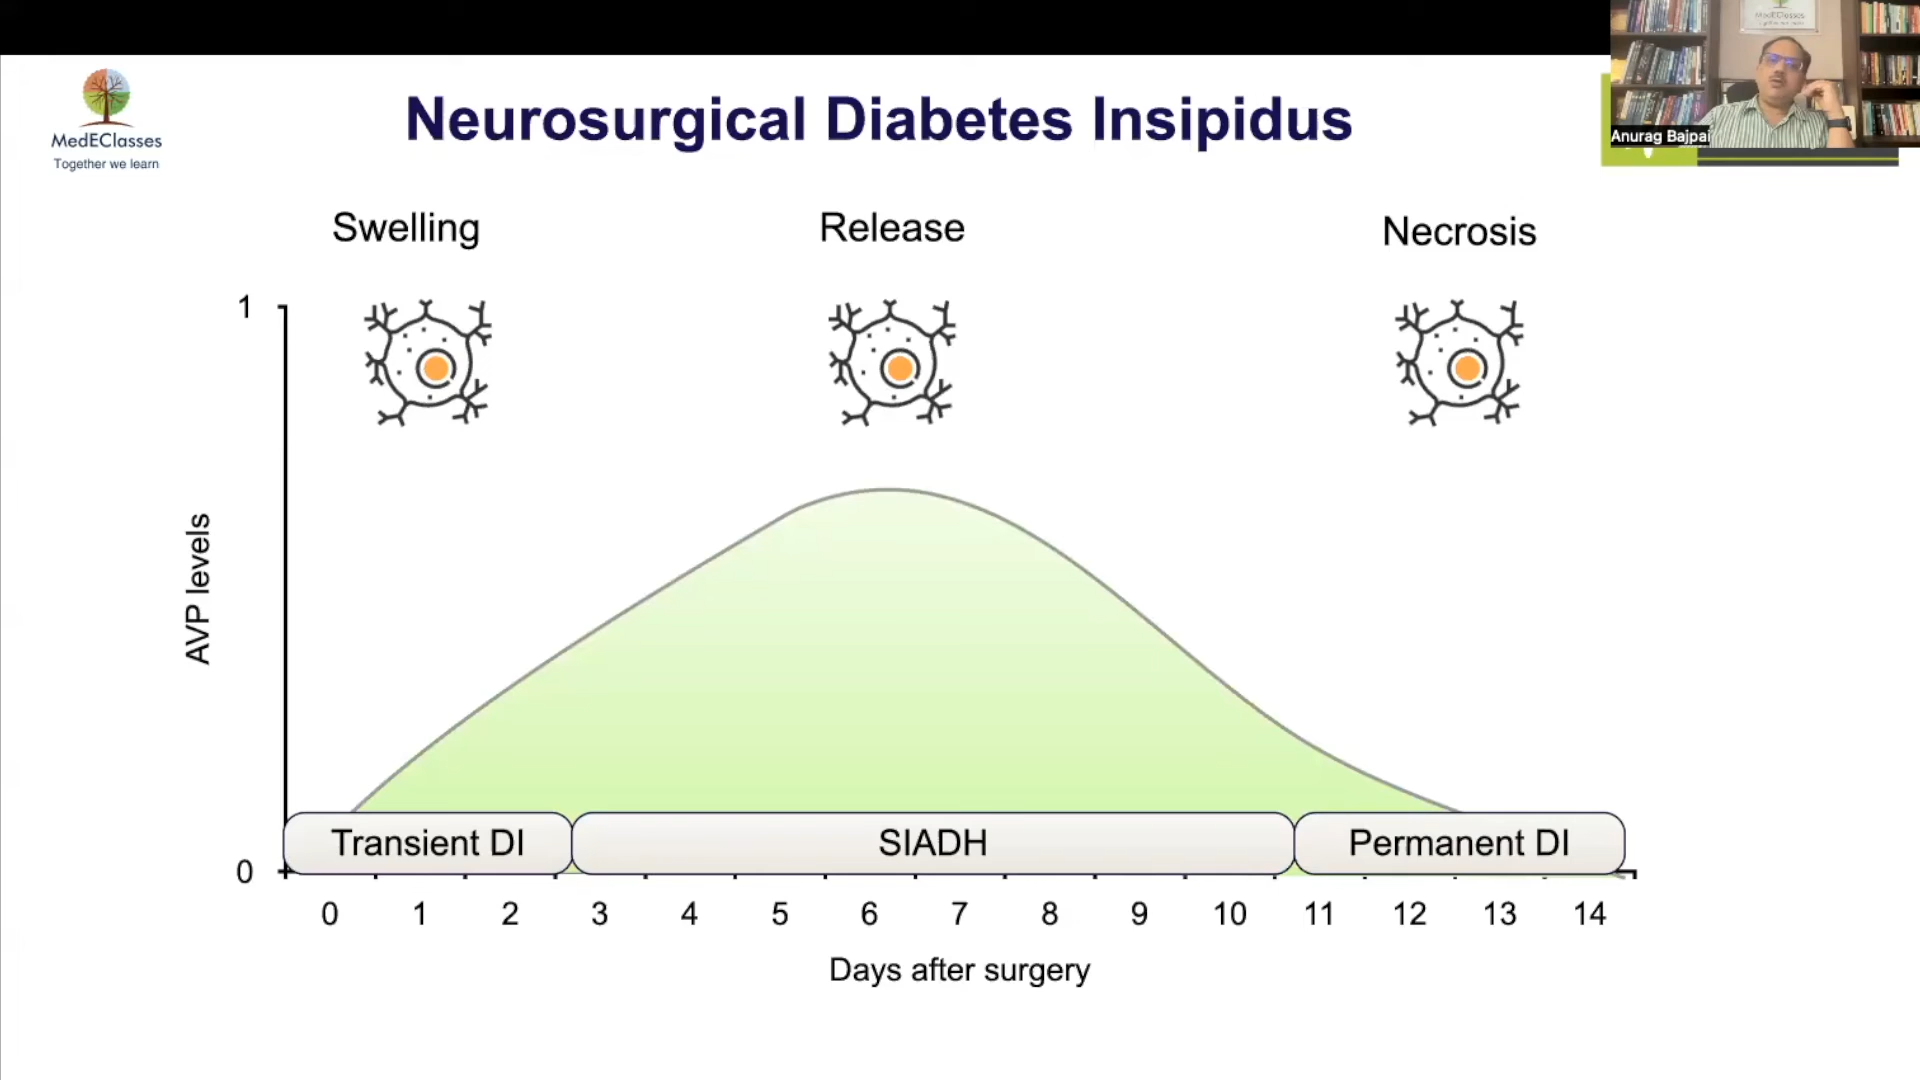 MedEClasses
Together we learn
Neurosurgical Diabetes Insipidus
MedEClasses
Anurag Bajpai
Swelling
Release
Necrosis
1
AVP levels
0
Transient DI
SIADH
Permanent DI
0 1 2 3 4 5 6 7 8 9 10 11 12 13 14
Days after surgery